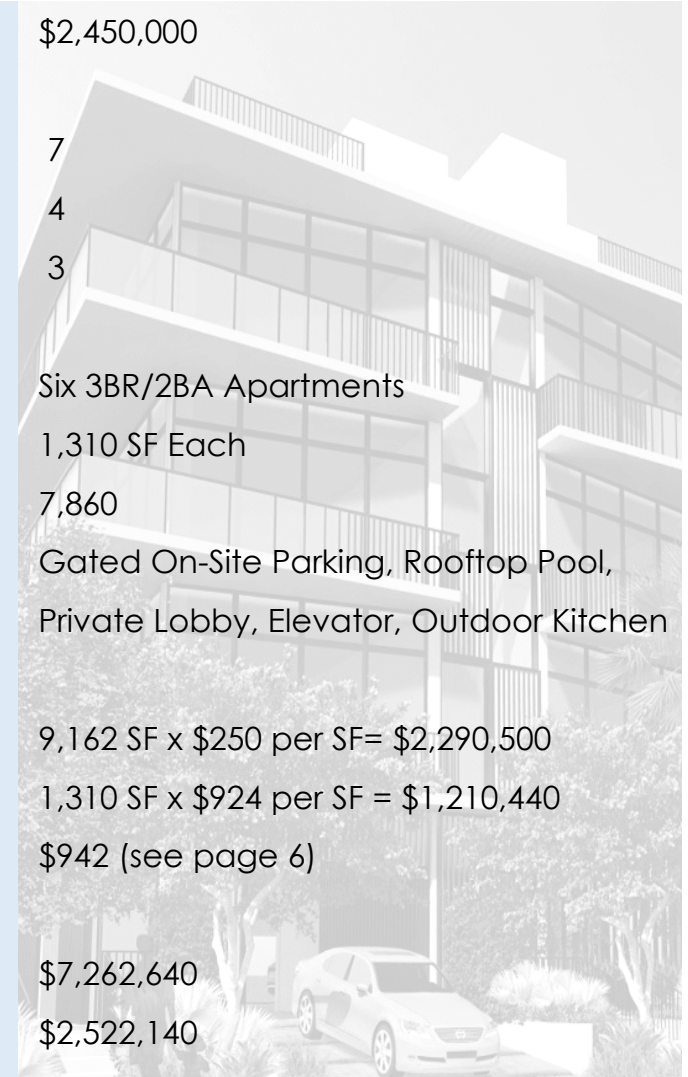 $2,450,000
7
4
3
Six 3BR/2BA Apartments
1,310 SF Each
7,860
Gated On-Site Parking, Rooftop Pool,
Private Lobby, Elevator, Outdoor Kitchen
9,162 SF x $250 per SF= $2,290,500
1,310 SF x $924 per SF = $1,210,440
$942 (see page 6)
$7,262,640
$2,522,140